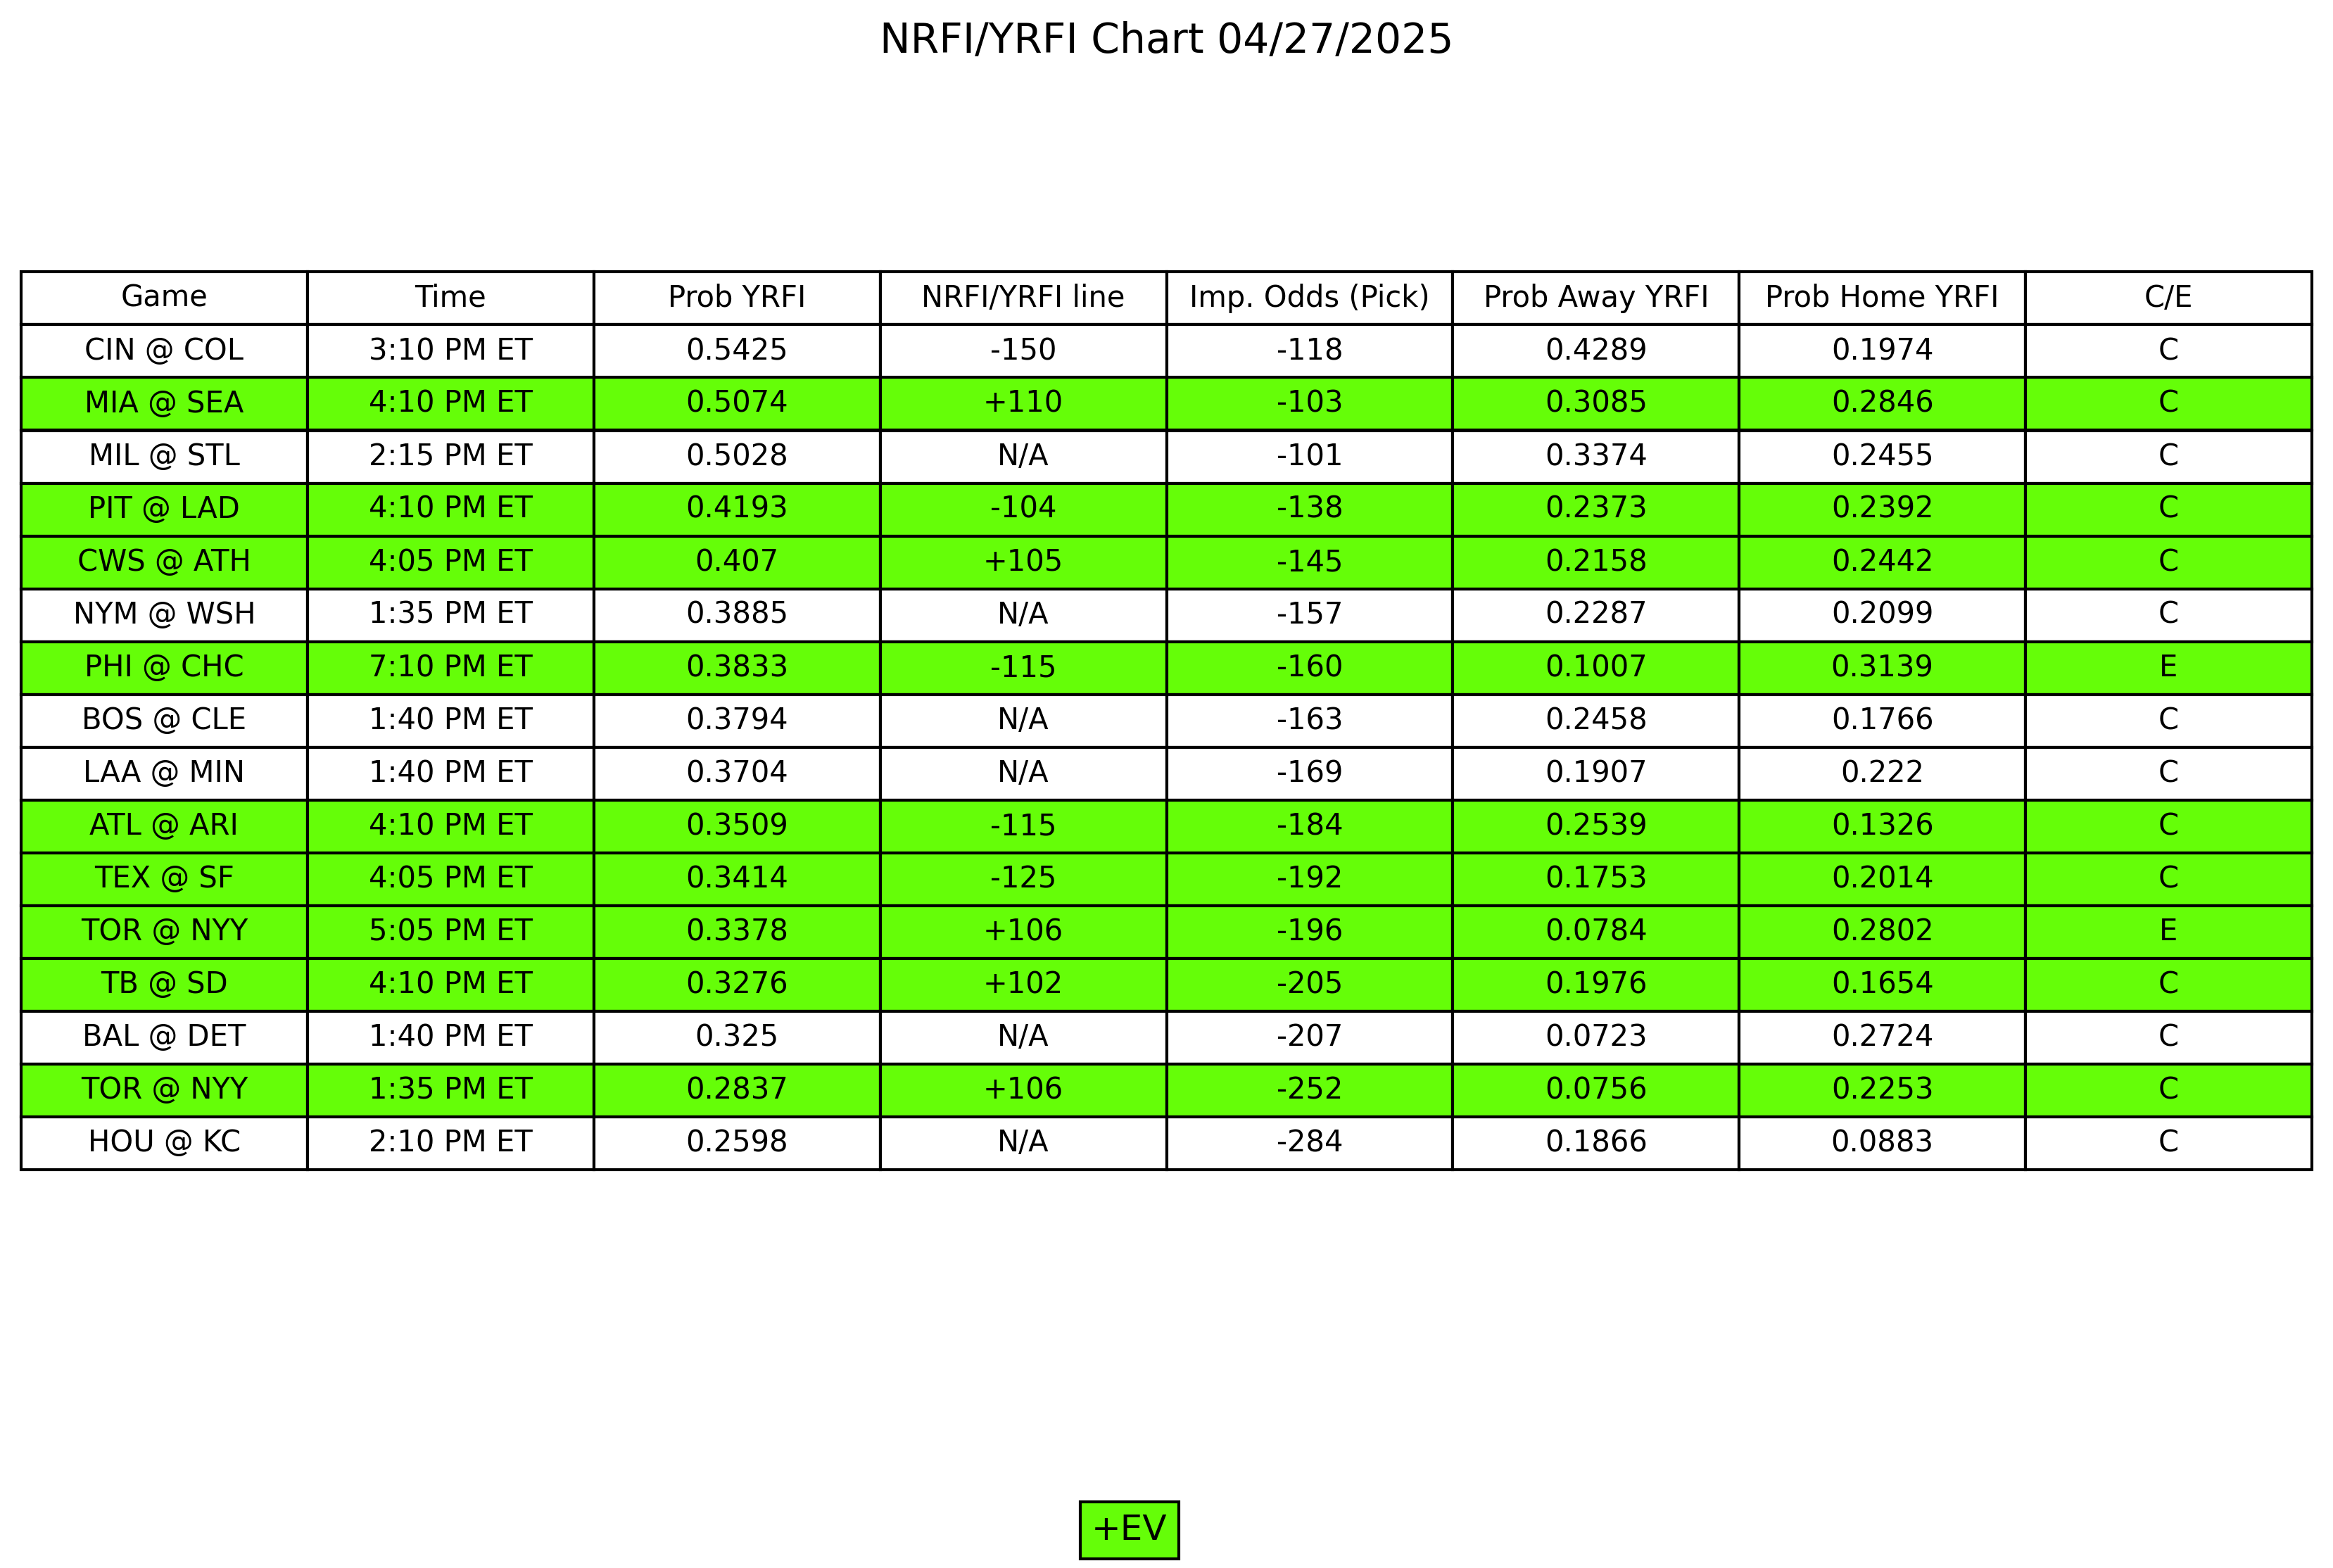 NRFI/YRFI Chart 04/27/2025
Game Time Prob YRFI NRFI/YRFI line Imp. Odds (Pick) Prob Away YRFI Prob Home YRFI C/E
CIN @ COL 3:10 PM ET 0.5425 -150 -118 0.4289 0.1974 C
MIA @ SEA 4:10 PM ET 0.5074 +110 -103 0.3085 0.2846 C
MIL @ STL 2:15 PM ET 0.5028 N/A -101 0.3374 0.2455 C
PIT @ LAD 4:10 PM ET 0.4193 -104 -138 0.2373 0.2392 C
CWS @ ATH 4:05 PM ET 0.407 +105 -145 0.2158 0.2442 C
NYM @ WSH 1:35 PM ET 0.3885 N/A -157 0.2287 0.2099 C
PHI @ CHC 7:10 PM ET 0.3833 -115 -160 0.1007 0.3139 E
BOS @ CLE 1:40 PM ET 0.3794 N/A -163 0.2458 0.1766 C
LAA @ MIN 1:40 PM ET 0.3704 N/A -169 0.1907 0.222 C
ATL @ ARI 4:10 PM ET 0.3509 -115 -184 0.2539 0.1326 C
TEX @ SF 4:05 PM ET 0.3414 -125 -192 0.1753 0.2014 C
TOR @ NYY 5:05 PM ET 0.3378 +106 -196 0.0784 0.2802 E
TB @ SD 4:10 PM ET 0.3276 +102 -205 0.1976 0.1654 C
BAL @ DET 1:40 PM ET 0.325 N/A -207 0.0723 0.2724 C
TOR @ NYY 1:35 PM ET 0.2837 +106 -252 0.0756 0.2253 C
HOU @ KC 2:10 PM ET 0.2598 N/A -284 0.1866 0.0883 C
+EV